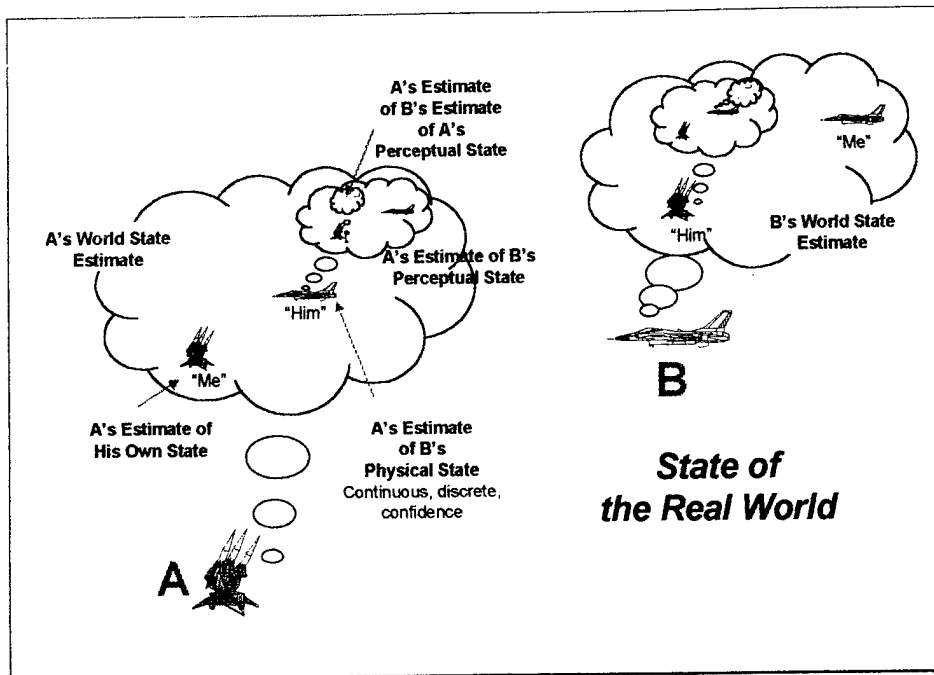 A's Estimate
of B's Estimate
of A's
Perceptual State
A's World State
Estimate
A's Estimate of B's
Perceptual State
"Him"
"Me"
A's Estimate of
His Own State
A's Estimate
of B's
Physical State
Continuous, discrete,
confidence
A
"Me"
"Him"
B's World State
Estimate
B
State of
the Real World